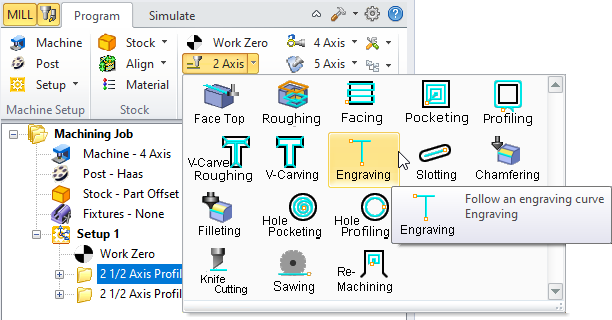 MILL Program Simulate
Machine Stock Work Zero 4 Axis
Post Align 2 Axis 5 Axis
Setup Material
Machine Setup Stock
Face Top Roughing Facing Pocketing Profiling
V-Carve Roughing V-Carving Engraving Slotting Chamfering
Filleting Hole Pocketing Hole Profiling Engraving
Knife Cutting Sawing Re-Machining
Follow an engraving curve
Engraving
Machining Job
Machine - 4 Axis
Post - Haas
Stock - Part Offset
Fixtures - None
Setup 1
Work Zero
2 1/2 Axis Profil
2 1/2 Axis Profil